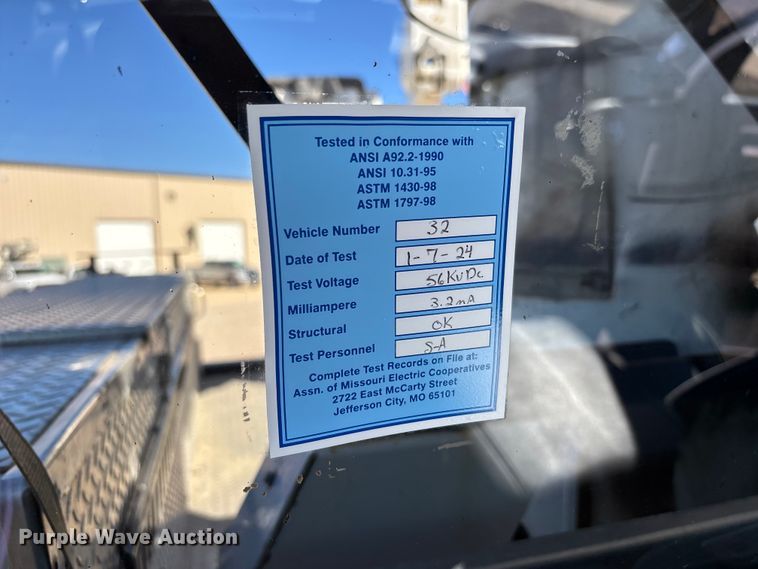 Tested in Conformance with
ANSI A92.2-1990
ANSI 10.31-95
ASTM 1430-98
ASTM 1797-98
Vehicle Number 32
Date of Test 1-7-24
Test Voltage 56KVDc
Milliampere 3.2mA
Structural OK
Test Personnel S-A
Complete Test Records on File at:
Assn. of Missouri Electric Cooperatives
2722 East McCarty Street
Jefferson City, MO 65101
Purple Wave Auction